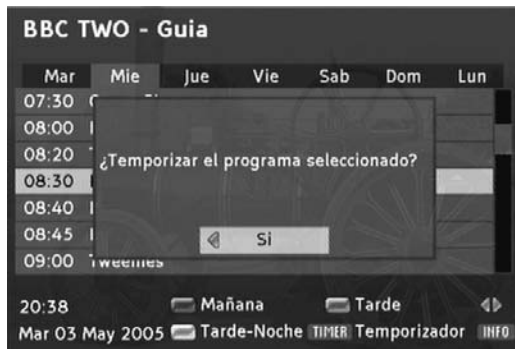 BBC TWO - Guia
Mar Mie Jue Vie Sab Dom Lun
07:30
08:00
08:20
¿Temporizar el programa seleccionado?
08:30
08:40
08:45
Si
09:00 Tweenies
20:38 Mañana Tarde
Mar 03 May 2005 Tarde-Noche TIMER Temporizador INFO